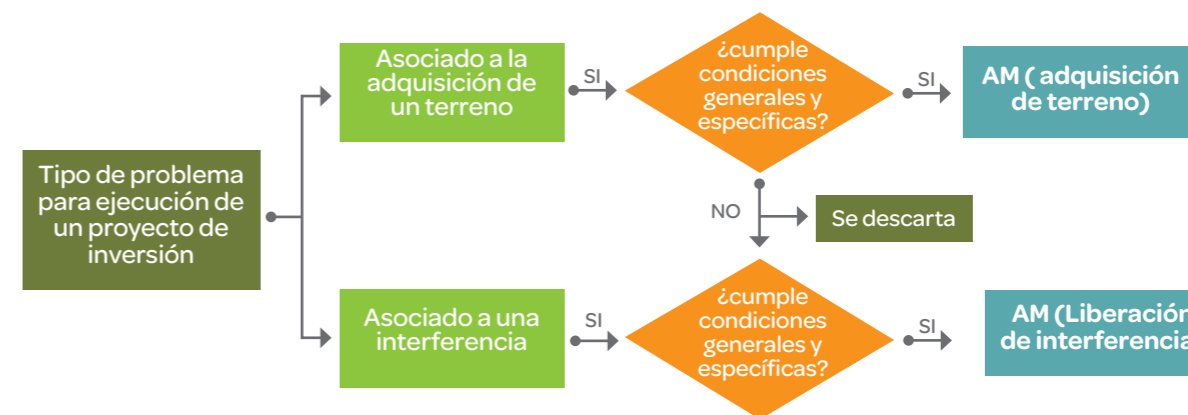 Tipo de problema
para ejecución de
un proyecto de
inversión
Asociado a la
adquisición de
un terreno
SI
¿cumple
condiciones
generales y
específicas?
SI
AM ( adquisición
de terreno)
NO
Se descarta
Asociado a una
interferencia
SI
¿cumple
condiciones
generales y
específicas?
SI
AM (Liberación
de interferencia